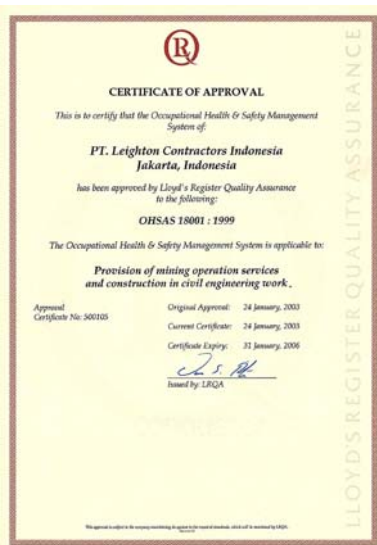 LR
CERTIFICATE OF APPROVAL
This is to certify that the Occupational Health & Safety Management
System of:
PT. Leighton Contractors Indonesia
Jakarta, Indonesia
has been approved by Lloyd's Register Quality Assurance
to the following:
OHSAS 18001 : 1999
The Occupational Health & Safety Management System is applicable to:
Provision of mining operation services
and construction in civil engineering work.
Approval
Certificate No: 500105
Original Approval: 24 January, 2003
Current Certificate: 24 January, 2003
Certificate Expiry: 31 January, 2006
Issued by: LRQA
LLOYD'S REGISTER QUALITY ASSURANCE